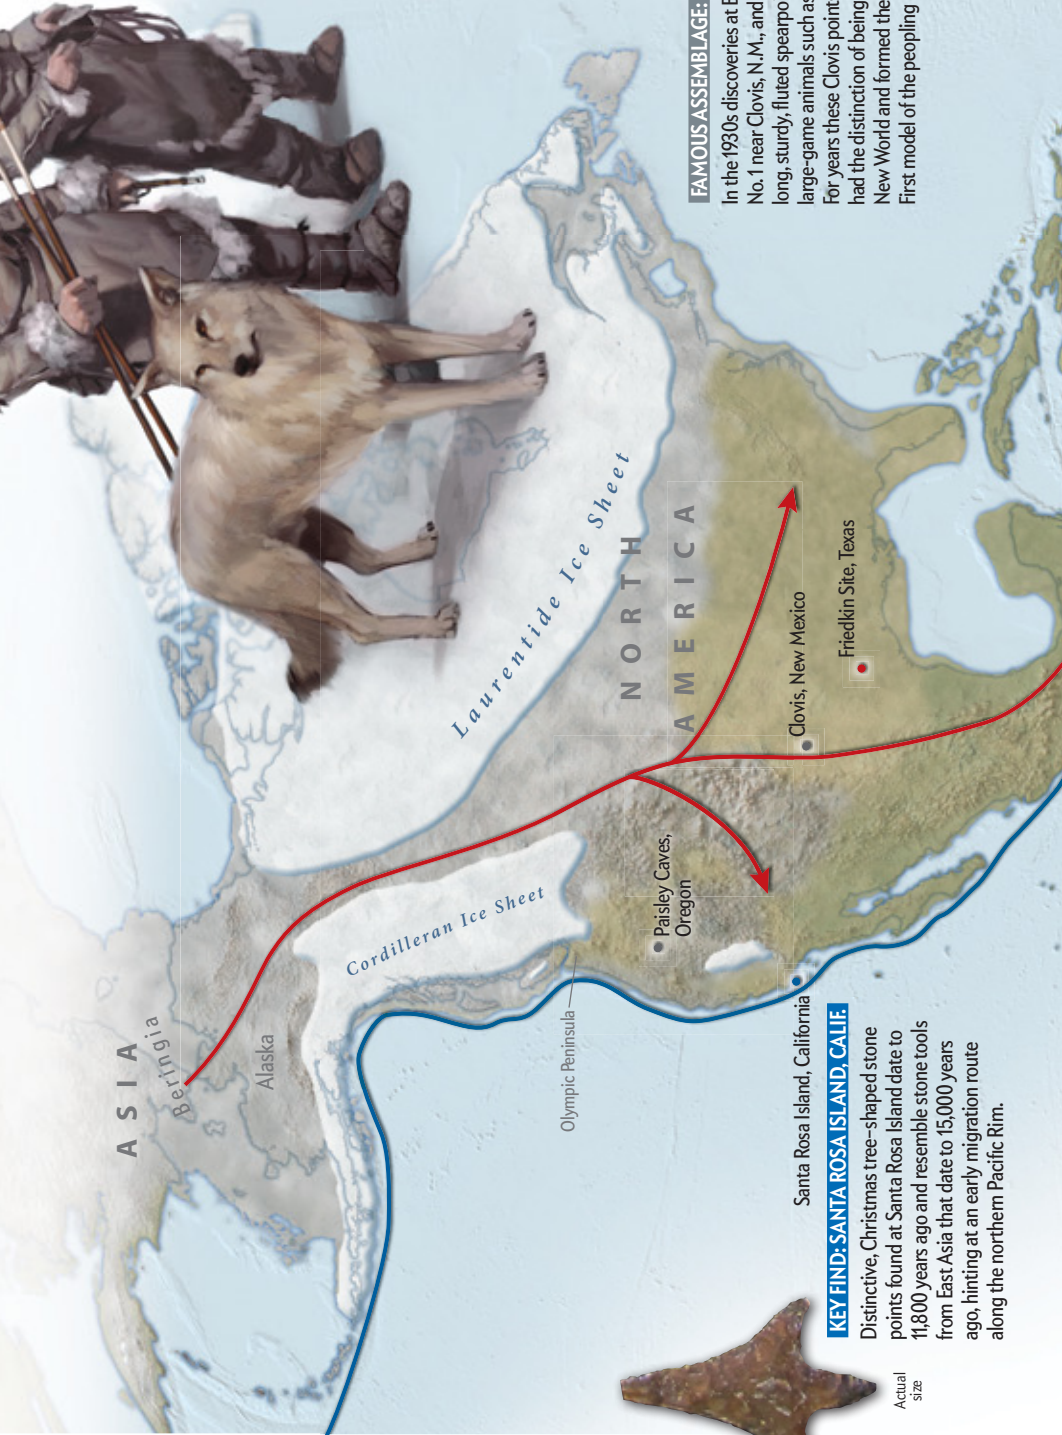 ASIA
Beringia
Alaska
Cordilleran Ice Sheet
Laurentide Ice Sheet
NORTH
AMERICA
Olympic Peninsula
Paisley Caves,
Oregon
Clovis, New Mexico
Friedkin Site, Texas
Santa Rosa Island, California
KEY FIND: SANTA ROSA ISLAND, CALIF.
Distinctive, Christmas tree–shaped stone
points found at Santa Rosa Island date to
11,800 years ago and resemble stone tools
from East Asia that date to 15,000 years
ago, hinting at an early migration route
along the northern Pacific Rim.
Actual
size
FAMOUS ASSEMBLAGE:
In the 1930s discoveries at
No. 1 near Clovis, N.M., and
long, sturdy, fluted spearpo
large-game animals such as
For years these Clovis point
had the distinction of being
New World and formed the
First model of the peopling